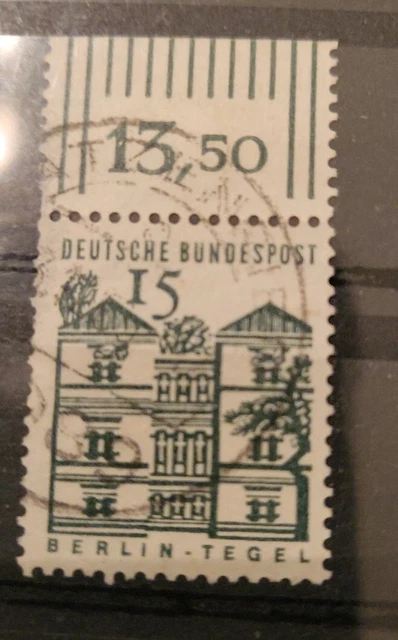 13,50
DEUTSCHE BUNDESPOST
15
BERLIN-TEGEL